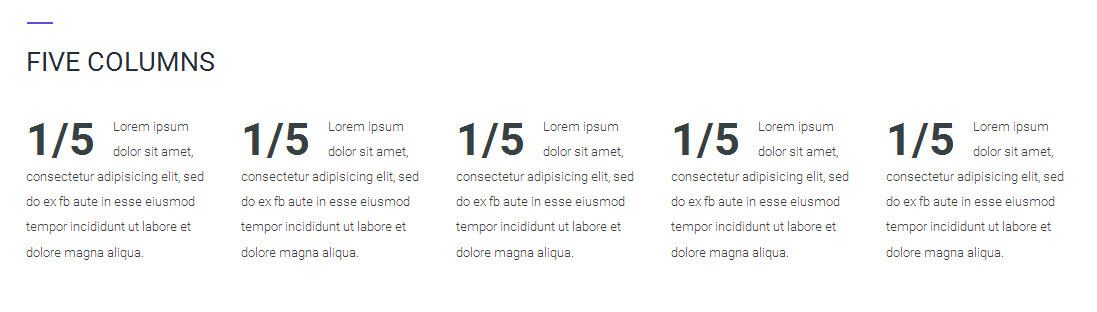 FIVE COLUMNS
1/5 Lorem ipsum
dolor sit amet,
consectetur adipisicing elit, sed
do ex fb aute in esse eiusmod
tempor incididunt ut labore et
dolore magna aliqua.
1/5 Lorem ipsum
dolor sit amet,
consectetur adipisicing elit, sed
do ex fb aute in esse eiusmod
tempor incididunt ut labore et
dolore magna aliqua.
1/5 Lorem ipsum
dolor sit amet,
consectetur adipisicing elit, sed
do ex fb aute in esse eiusmod
tempor incididunt ut labore et
dolore magna aliqua.
1/5 Lorem ipsum
dolor sit amet,
consectetur adipisicing elit, sed
do ex fb aute in esse eiusmod
tempor incididunt ut labore et
dolore magna aliqua.
1/5 Lorem ipsum
dolor sit amet,
consectetur adipisicing elit, sed
do ex fb aute in esse eiusmod
tempor incididunt ut labore et
dolore magna aliqua.